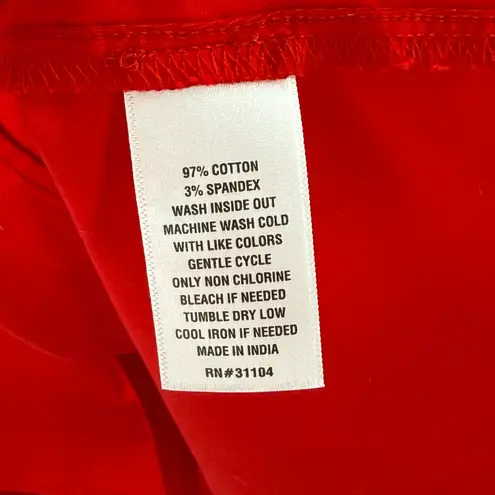 97% COTTON
3% SPANDEX
WASH INSIDE OUT
MACHINE WASH COLD
WITH LIKE COLORS
GENTLE CYCLE
ONLY NON CHLORINE
BLEACH IF NEEDED
TUMBLE DRY LOW
COOL IRON IF NEEDED
MADE IN INDIA
RN#31104